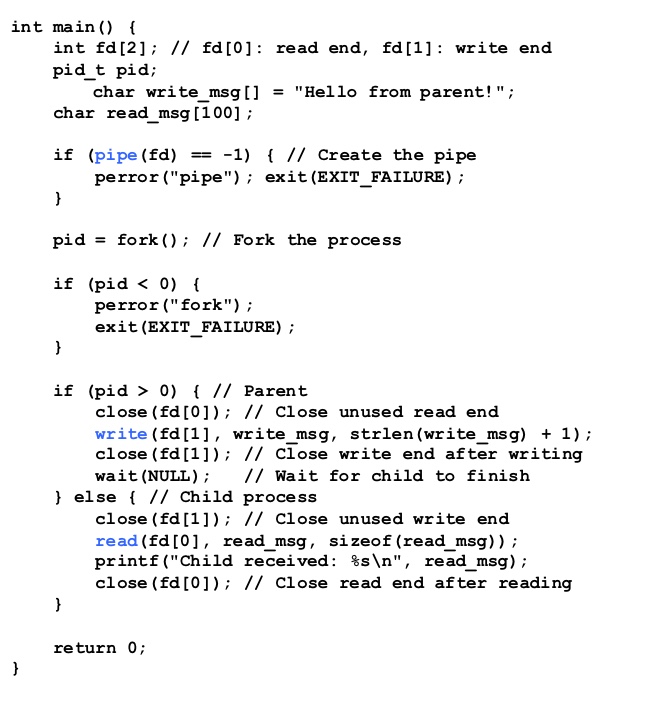 int main() {
    int fd[2]; // fd[0]: read end, fd[1]: write end
    pid_t pid;
        char write_msg[] = "Hello from parent!";
    char read_msg[100];

    if (pipe(fd) == -1) { // Create the pipe
        perror("pipe"); exit(EXIT_FAILURE);
    }

    pid = fork(); // Fork the process

    if (pid < 0) {
        perror("fork");
        exit(EXIT_FAILURE);
    }

    if (pid > 0) { // Parent
        close(fd[0]); // Close unused read end
        write(fd[1], write_msg, strlen(write_msg) + 1);
        close(fd[1]); // Close write end after writing
        wait(NULL);   // Wait for child to finish
    } else { // Child process
        close(fd[1]); // Close unused write end
        read(fd[0], read_msg, sizeof(read_msg));
        printf("Child received: %s\n", read_msg);
        close(fd[0]); // Close read end after reading
    }

    return 0;
}